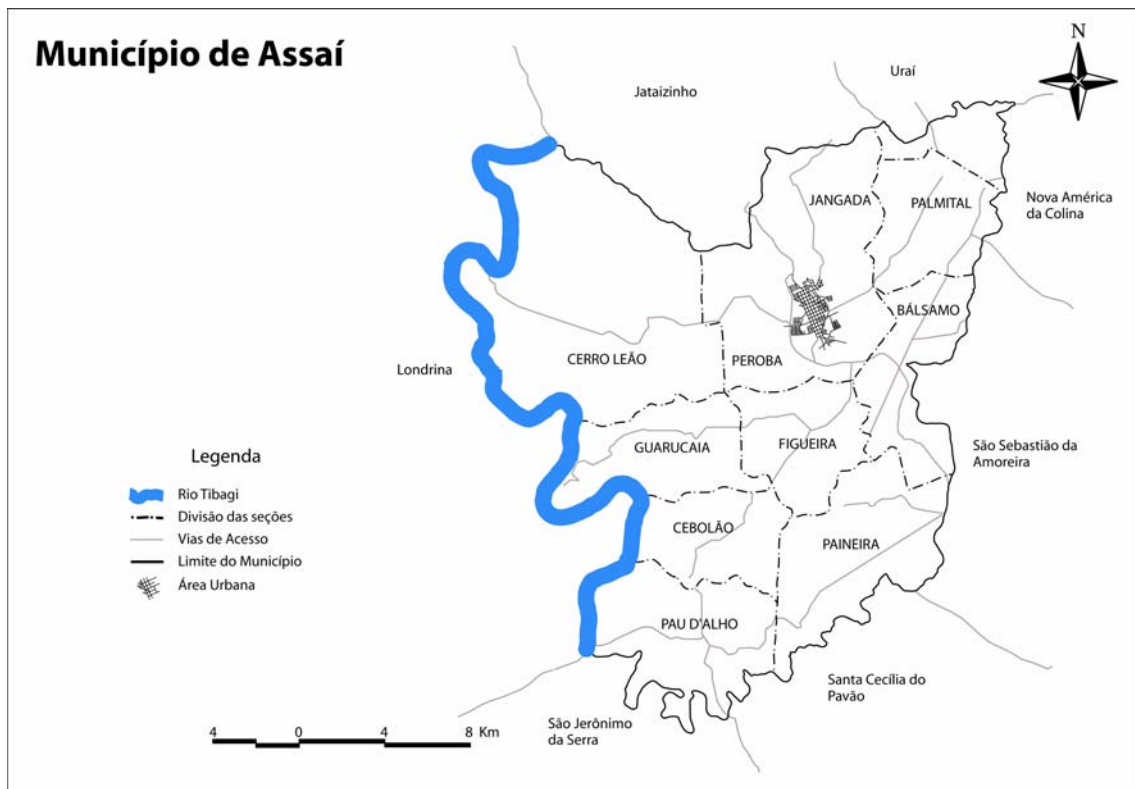 Município de Assaí
N
Uraí
Jataizinho
JANGADA
PALMITAL
Nova América
da Colina
BÁLSAMO
CERRO LEÃO
PEROBA
Londrina
GUARUCAIA
FIGUEIRA
São Sebastião da
Amoreira
Legenda
Rio Tibagi
Divisão das seções
Vias de Acesso
Limite do Município
Área Urbana
CEBOLÃO
PAINEIRA
PAU D'ALHO
Santa Cecília do
Pavão
São Jerônimo
da Serra
4 0 4 8 Km